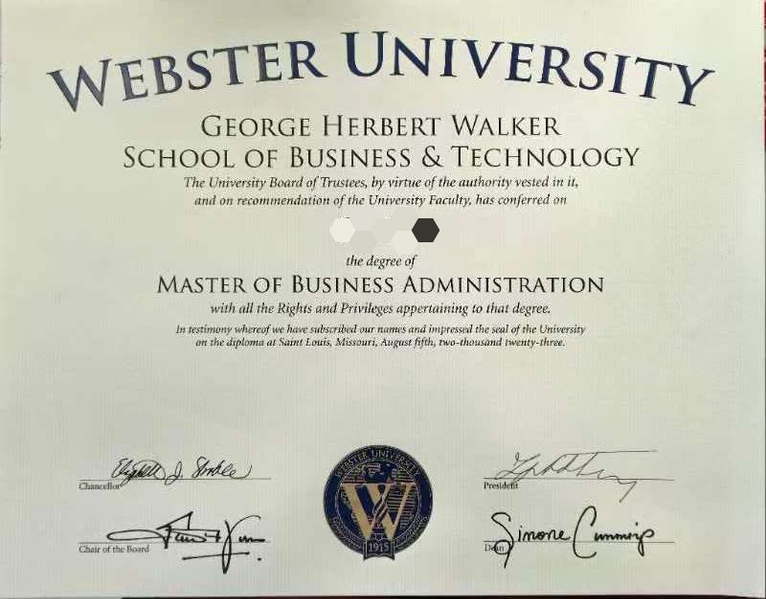 WEBSTER UNIVERSITY
GEORGE HERBERT WALKER
SCHOOL OF BUSINESS & TECHNOLOGY
The University Board of Trustees, by virtue of the authority vested in it,
and on recommendation of the University Faculty, has conferred on
the degree of
MASTER OF BUSINESS ADMINISTRATION
with all the Rights and Privileges appertaining to that degree.
In testimony whereof we have subscribed our names and impressed the seal of the University
on the diploma at Saint Louis, Missouri, August fifth, two-thousand twenty-three.
Chancellor
President
WEBSTER UNIVERSITY
W
1915
Simone Cummings
Chair of the Board
Dean